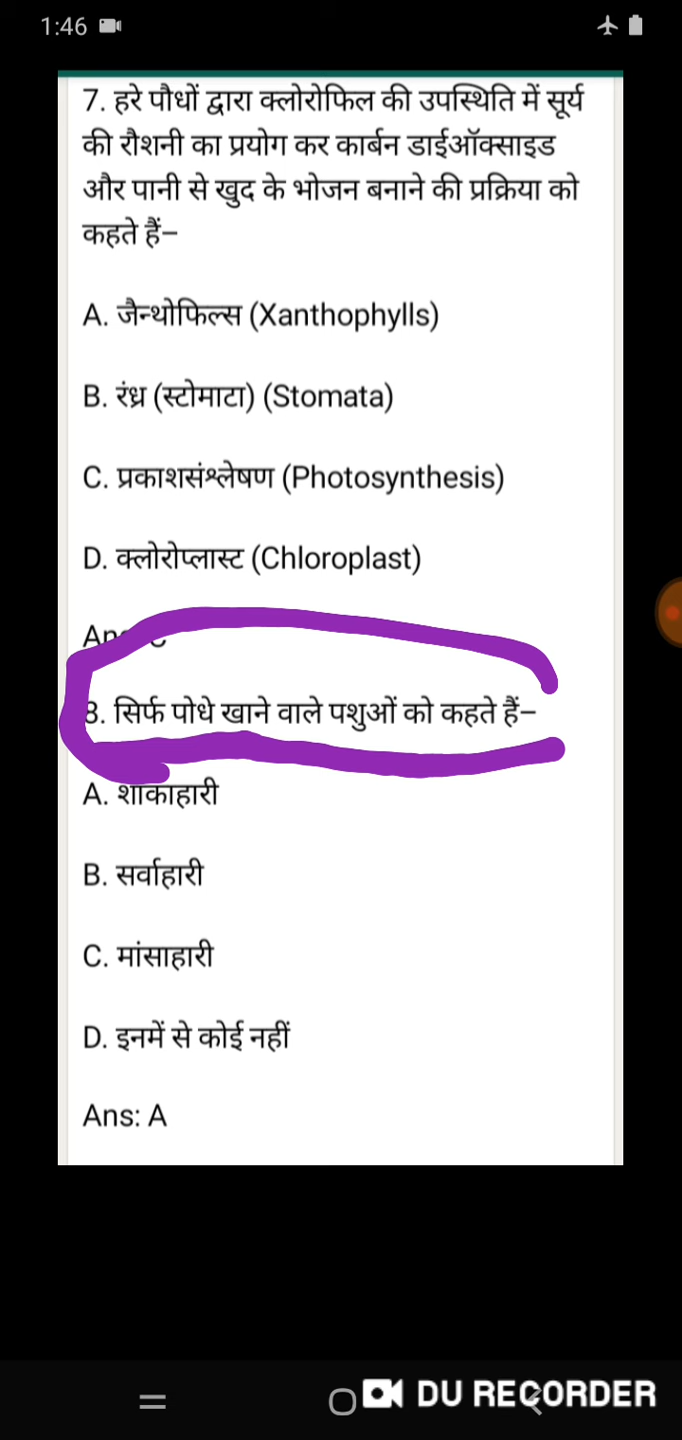 1:46
7. हरे पौधों द्वारा क्लोरोफिल की उपस्थिति में सूर्य
की रौशनी का प्रयोग कर कार्बन डाईऑक्साइड
और पानी से खुद के भोजन बनाने की प्रक्रिया को
कहते हैं–
A. जैन्थोफिल्स (Xanthophylls)
B. रंध्र (स्टोमाटा) (Stomata)
C. प्रकाशसंश्लेषण (Photosynthesis)
D. क्लोरोप्लास्ट (Chloroplast)
8. सिर्फ पोधे खाने वाले पशुओं को कहते हैं–
A. शाकाहारी
B. सर्वाहारी
C. मांसाहारी
D. इनमें से कोई नहीं
Ans: A
DU RECORDER